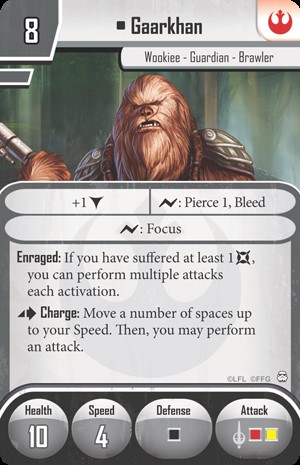 8
Gaarkhan
Wookiee - Guardian - Brawler
+1
: Pierce 1, Bleed
: Focus
Enraged: If you have suffered at least 1,
you can perform multiple attacks
each activation.
Charge: Move a number of spaces up
to your Speed. Then, you may perform
an attack.
©LFL ©FFG
Health Speed Defense Attack
10 4